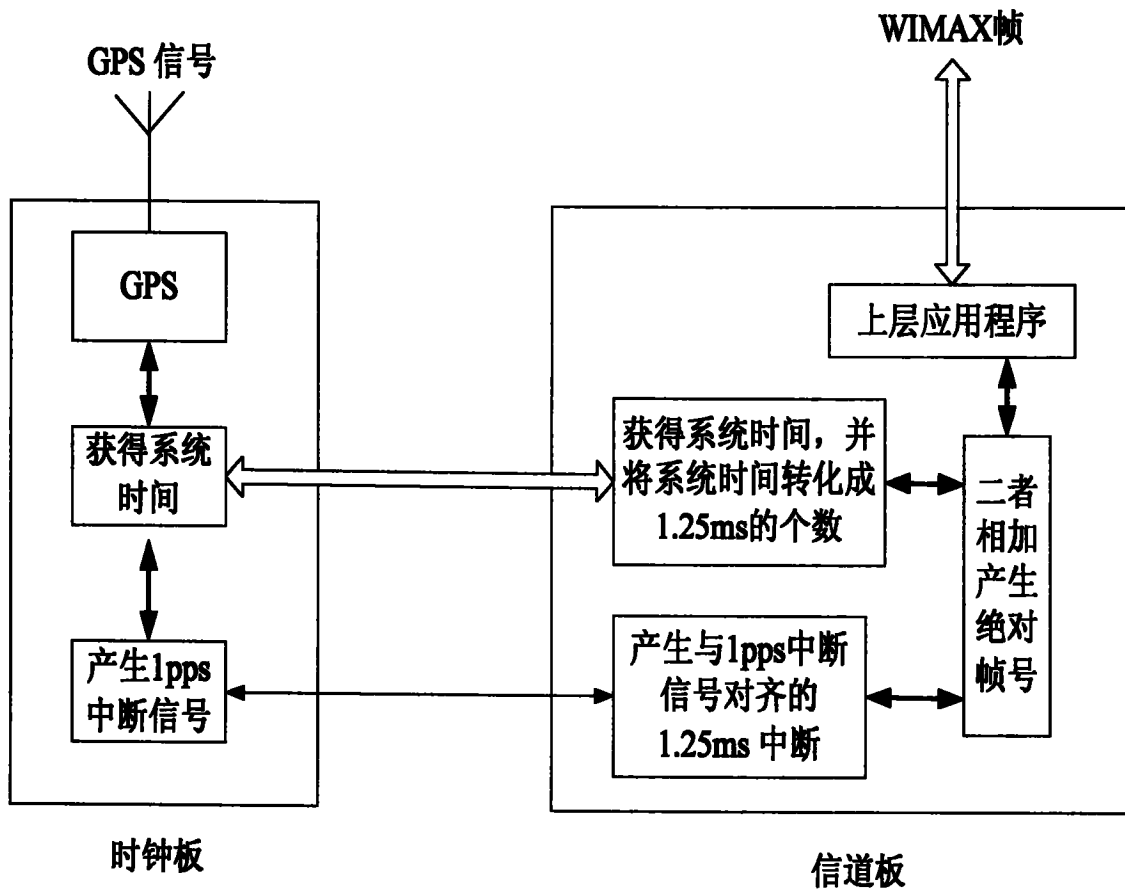 WIMAX帧
GPS 信号
GPS
上层应用程序
获得系统
时间
获得系统时间，并
将系统时间转化成
1.25ms的个数
二者
相加
产生
绝对
帧号
产生1pps
中断信号
产生与1pps中断
信号对齐的
1.25ms 中断
时钟板
信道板